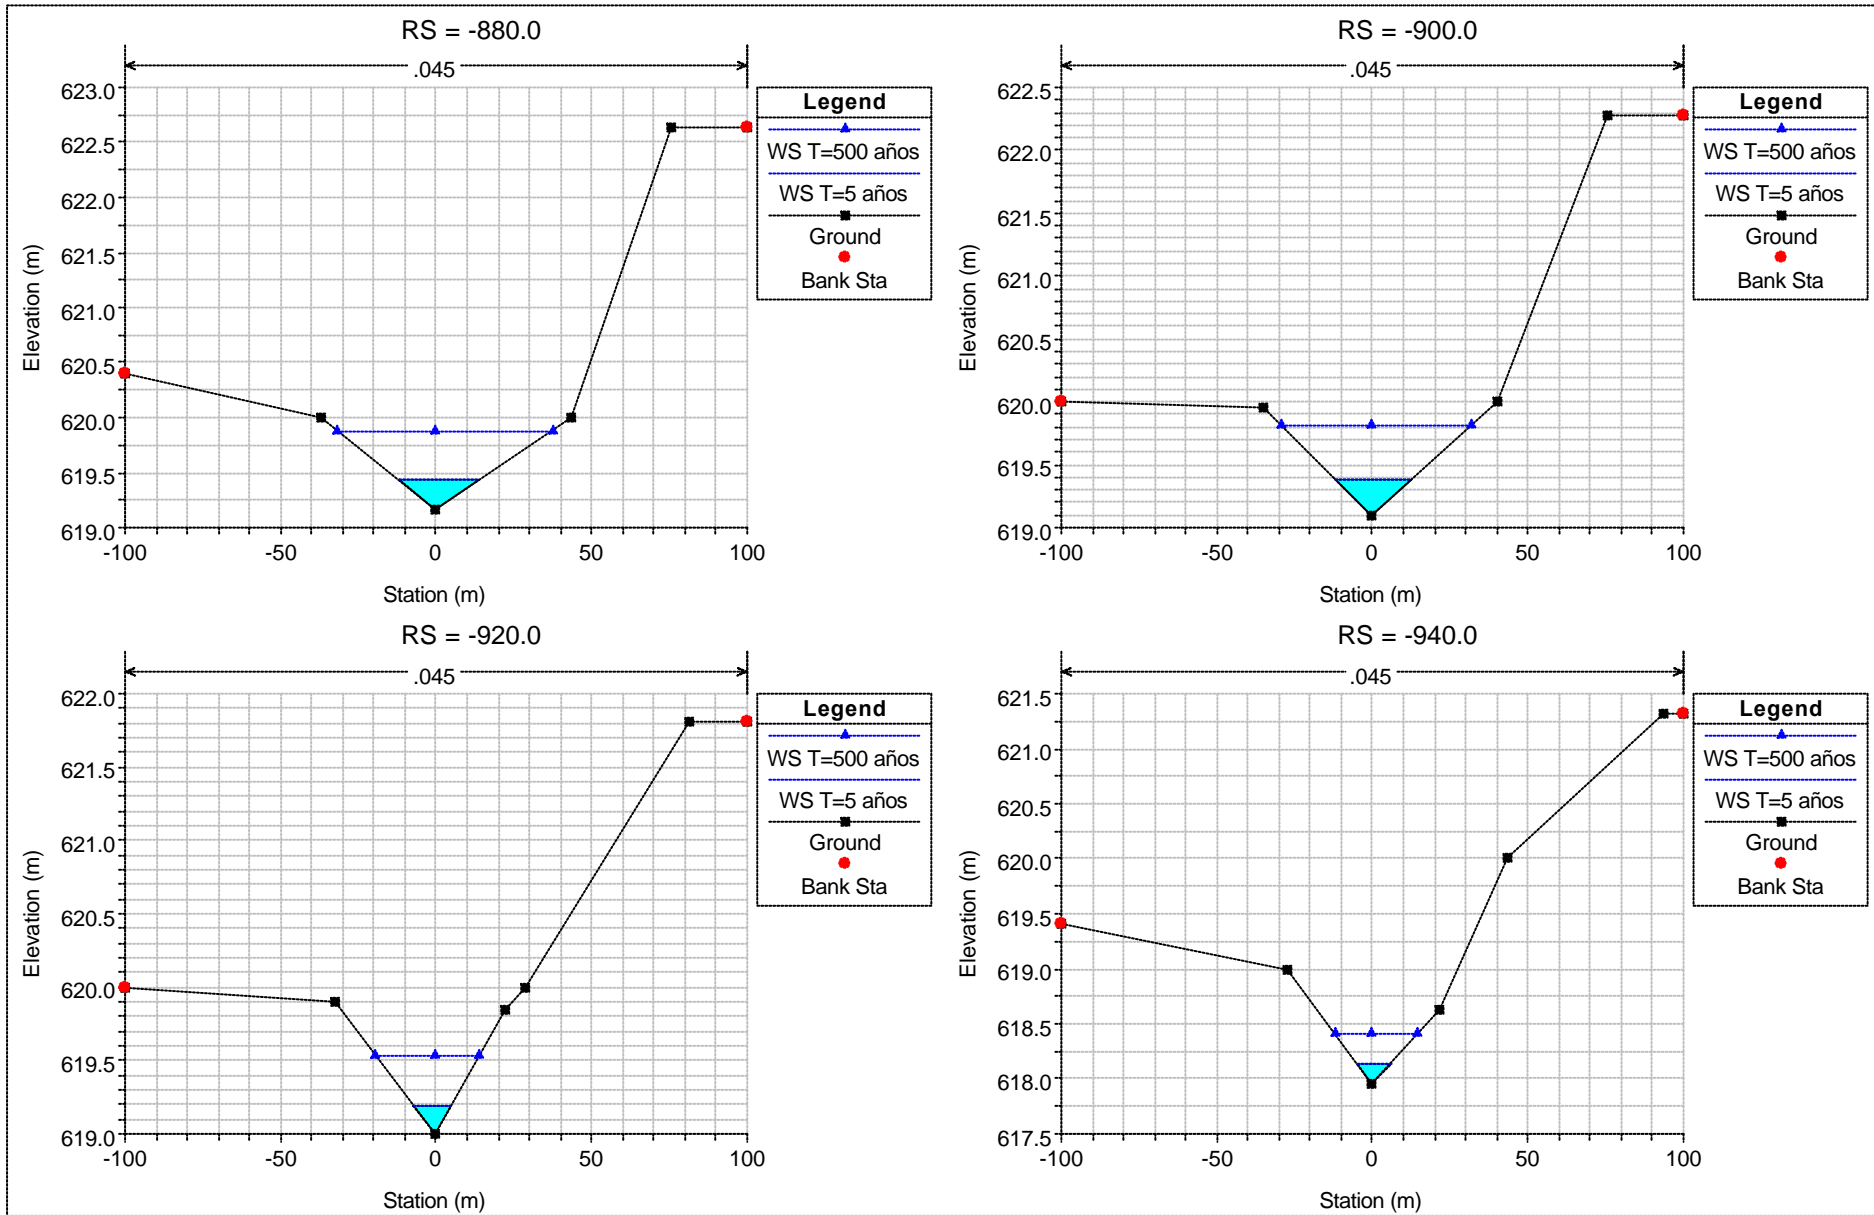 RS = -880.0
.045
623.0
622.5
622.0
621.5
621.0
620.5
620.0
619.5
619.0
-100
-50
0
50
100
Elevation (m)
Station (m)
Legend
WS T=500 años
WS T=5 años
Ground
Bank Sta
RS = -900.0
.045
622.5
622.0
621.5
621.0
620.5
620.0
619.5
619.0
-100
-50
0
50
100
Elevation (m)
Station (m)
Legend
WS T=500 años
WS T=5 años
Ground
Bank Sta
RS = -920.0
.045
622.0
621.5
621.0
620.5
620.0
619.5
619.0
-100
-50
0
50
100
Elevation (m)
Station (m)
Legend
WS T=500 años
WS T=5 años
Ground
Bank Sta
RS = -940.0
.045
621.5
621.0
620.5
620.0
619.5
619.0
618.5
618.0
617.5
-100
-50
0
50
100
Elevation (m)
Station (m)
Legend
WS T=500 años
WS T=5 años
Ground
Bank Sta